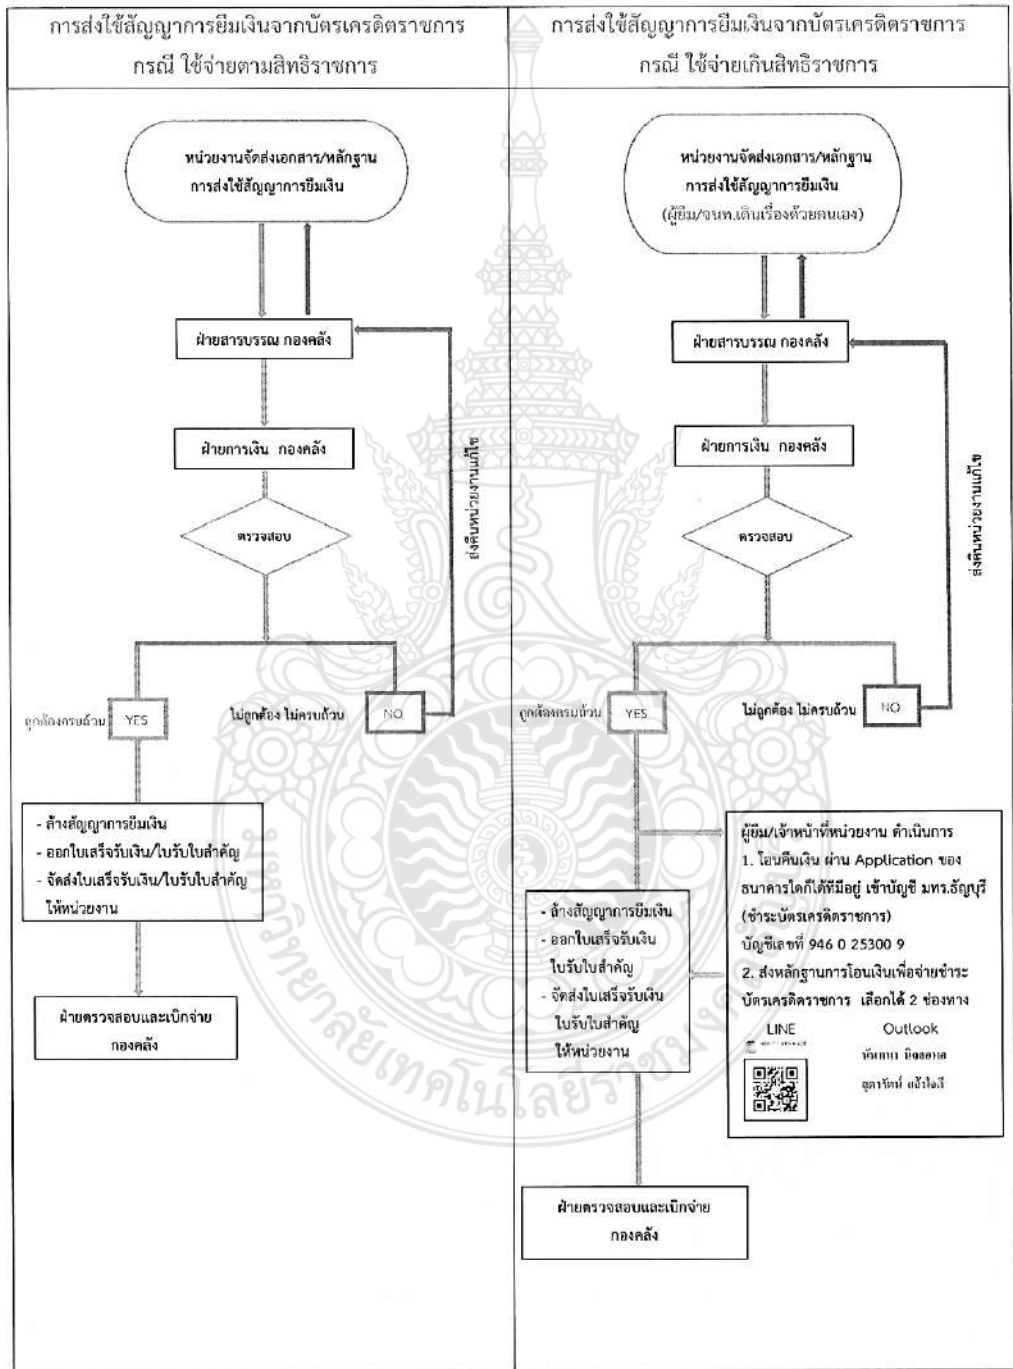 การส่งใช้สัญญาการยืมเงินจากบัตรเครดิตราชการ
กรณี ใช้จ่ายตามสิทธิราชการ
หน่วยงานจัดส่งเอกสาร/หลักฐาน
การส่งใช้สัญญาการยืมเงิน
ฝ่ายสารบรรณ กองคลัง
ฝ่ายการเงิน กองคลัง
ตรวจสอบ
ส่งคืนหน่วยงานแก้ไข
ถูกต้องครบถ้วน YES
ไม่ถูกต้อง ไม่ครบถ้วน NO
- ล้างสัญญาการยืมเงิน
- ออกใบเสร็จรับเงิน/ใบรับใบสำคัญ
- จัดส่งใบเสร็จรับเงิน/ใบรับใบสำคัญ
ให้หน่วยงาน
ฝ่ายตรวจสอบและเบิกจ่าย
กองคลัง
การส่งใช้สัญญาการยืมเงินจากบัตรเครดิตราชการ
กรณี ใช้จ่ายเกินสิทธิราชการ
หน่วยงานจัดส่งเอกสาร/หลักฐาน
การส่งใช้สัญญาการยืมเงิน
(ผู้ยืม/จนท.เดินเรื่องด้วยตนเอง)
ฝ่ายสารบรรณ กองคลัง
ฝ่ายการเงิน กองคลัง
ตรวจสอบ
ส่งคืนหน่วยงานแก้ไข
ถูกต้องครบถ้วน YES
ไม่ถูกต้อง ไม่ครบถ้วน NO
ผู้ยืม/เจ้าหน้าที่หน่วยงาน ดำเนินการ
1. โอนคืนเงิน ผ่าน Application ของ
ธนาคารใดก็ได้ที่มีอยู่ เข้าบัญชี มทร.ธัญบุรี
(ชำระบัตรเครดิตราชการ)
บัญชีเลขที่ 946 0 25300 9
2. ส่งหลักฐานการโอนเงินเพื่อจ่ายชำระ
บัตรเครดิตราชการ เลือกได้ 2 ช่องทาง
LINE Outlook
- ล้างสัญญาการยืมเงิน
- ออกใบเสร็จรับเงิน
ใบรับใบสำคัญ
- จัดส่งใบเสร็จรับเงิน
ใบรับใบสำคัญ
ให้หน่วยงาน
ฝ่ายตรวจสอบและเบิกจ่าย
กองคลัง
มหาวิทยาลัยเทคโนโลยีราชมงคลธัญบุรี